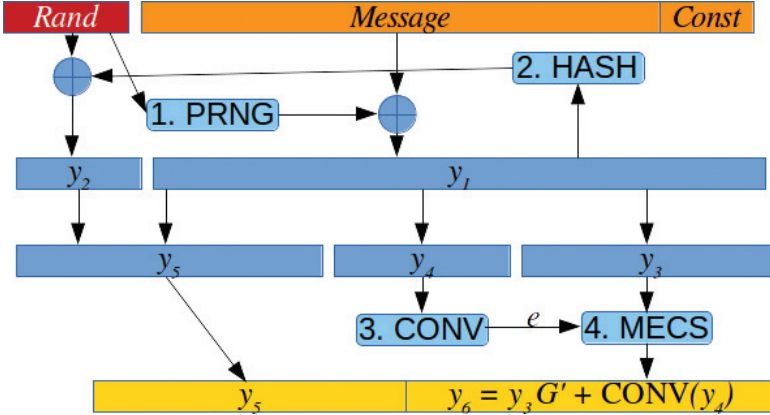 Rand Message Const
2. HASH
1. PRNG
y₂ y₁
y₅ y₄ y₃
3. CONV e 4. MECS
y₅ y₆ = y₃ G′ + CONV(y₄)